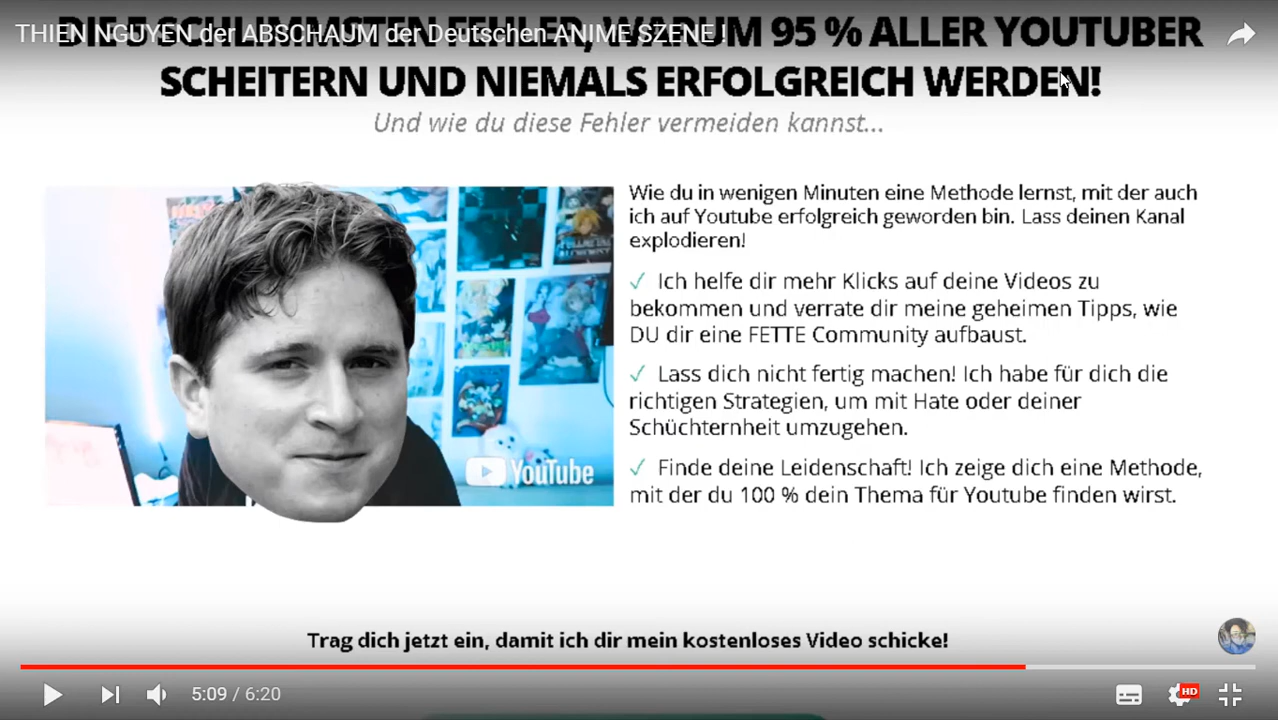 THIEN NGUYEN der ABSCHAUM der Deutschen ANIME SZENE !
DIE 5 SCHLIMMSTEN FEHLER, WARUM 95 % ALLER YOUTUBER
SCHEITERN UND NIEMALS ERFOLGREICH WERDEN!
Und wie du diese Fehler vermeiden kannst...
Wie du in wenigen Minuten eine Methode lernst, mit der auch
ich auf Youtube erfolgreich geworden bin. Lass deinen Kanal
explodieren!
✓ Ich helfe dir mehr Klicks auf deine Videos zu
bekommen und verrate dir meine geheimen Tipps, wie
DU dir eine FETTE Community aufbaust.
✓ Lass dich nicht fertig machen! Ich habe für dich die
richtigen Strategien, um mit Hate oder deiner
Schüchternheit umzugehen.
✓ Finde deine Leidenschaft! Ich zeige dich eine Methode,
mit der du 100 % dein Thema für Youtube finden wirst.
YouTube
Trag dich jetzt ein, damit ich dir mein kostenloses Video schicke!
5:09 / 6:20
HD